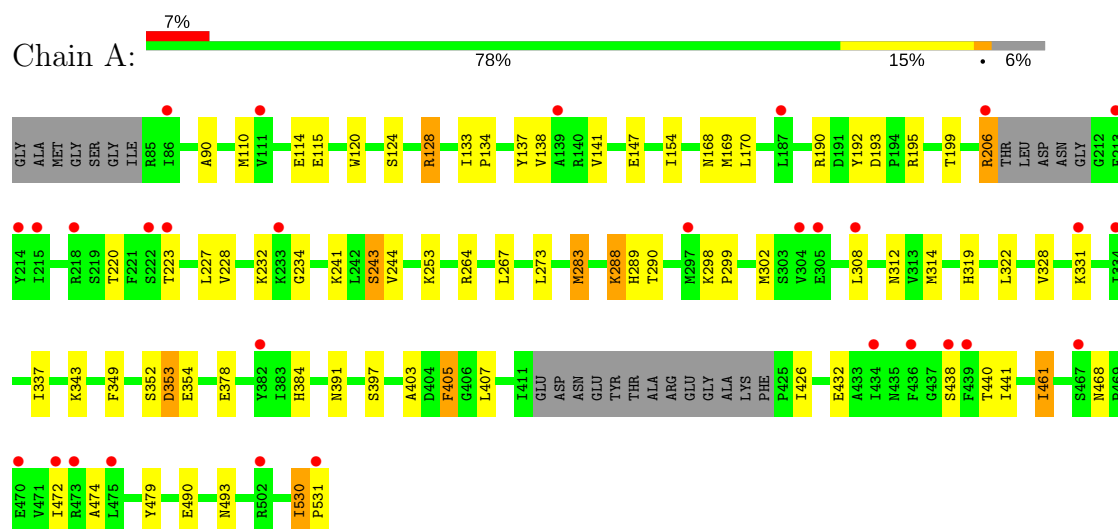 7%
Chain A:
78% 15% • 6%
GLY ALA MET GLY SER GLY ILE R85 I86 A90 M110 V111 E114 E115 W120 S124 R128 I133 P134 Y137 V138 A139 R140 V141 E147 I154 N168 M169 L170 L187 R190 D191 Y192 D193 P194 R195 T199 R206 THR LEU ASP ASN GLY G212 E213
Y214 I215 R218 S219 T220 F221 S222 T223 L227 V228 K232 K233 G234 K241 L242 S243 V244 K253 R264 L267 L273 M283 K288 H289 T290 M297 K298 P299 M302 S303 V304 E305 L308 N312 V313 M314 H319 L322 V328 K331 I334
I337 K343 F349 S352 D353 E354 E378 Y382 I383 H384 N391 S397 A403 D404 F405 G406 L407 I411 GLU ASP ASN GLU TYR THR ALA ARG GLU GLY ALA LYS PHE P425 I426 E432 A433 I434 N435 F436 G437 S438 F439 T440 I441 I461 S467 N468 P469
E470 V471 I472 R473 A474 L475 Y479 E490 N493 R502 I530 P531